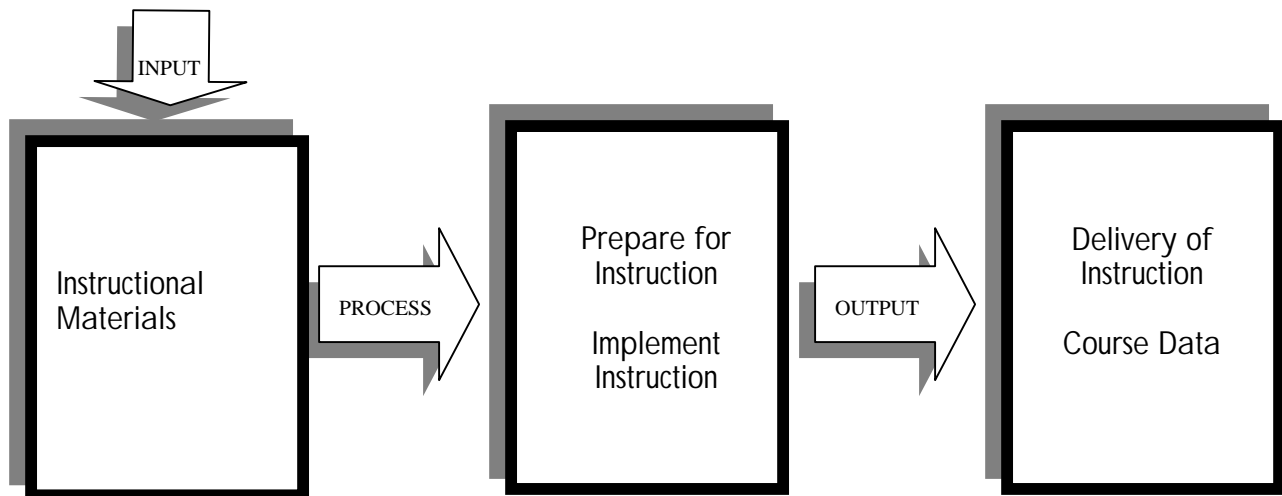 INPUT
Instructional
Materials
PROCESS
Prepare for
Instruction
Implement
Instruction
OUTPUT
Delivery of
Instruction
Course Data